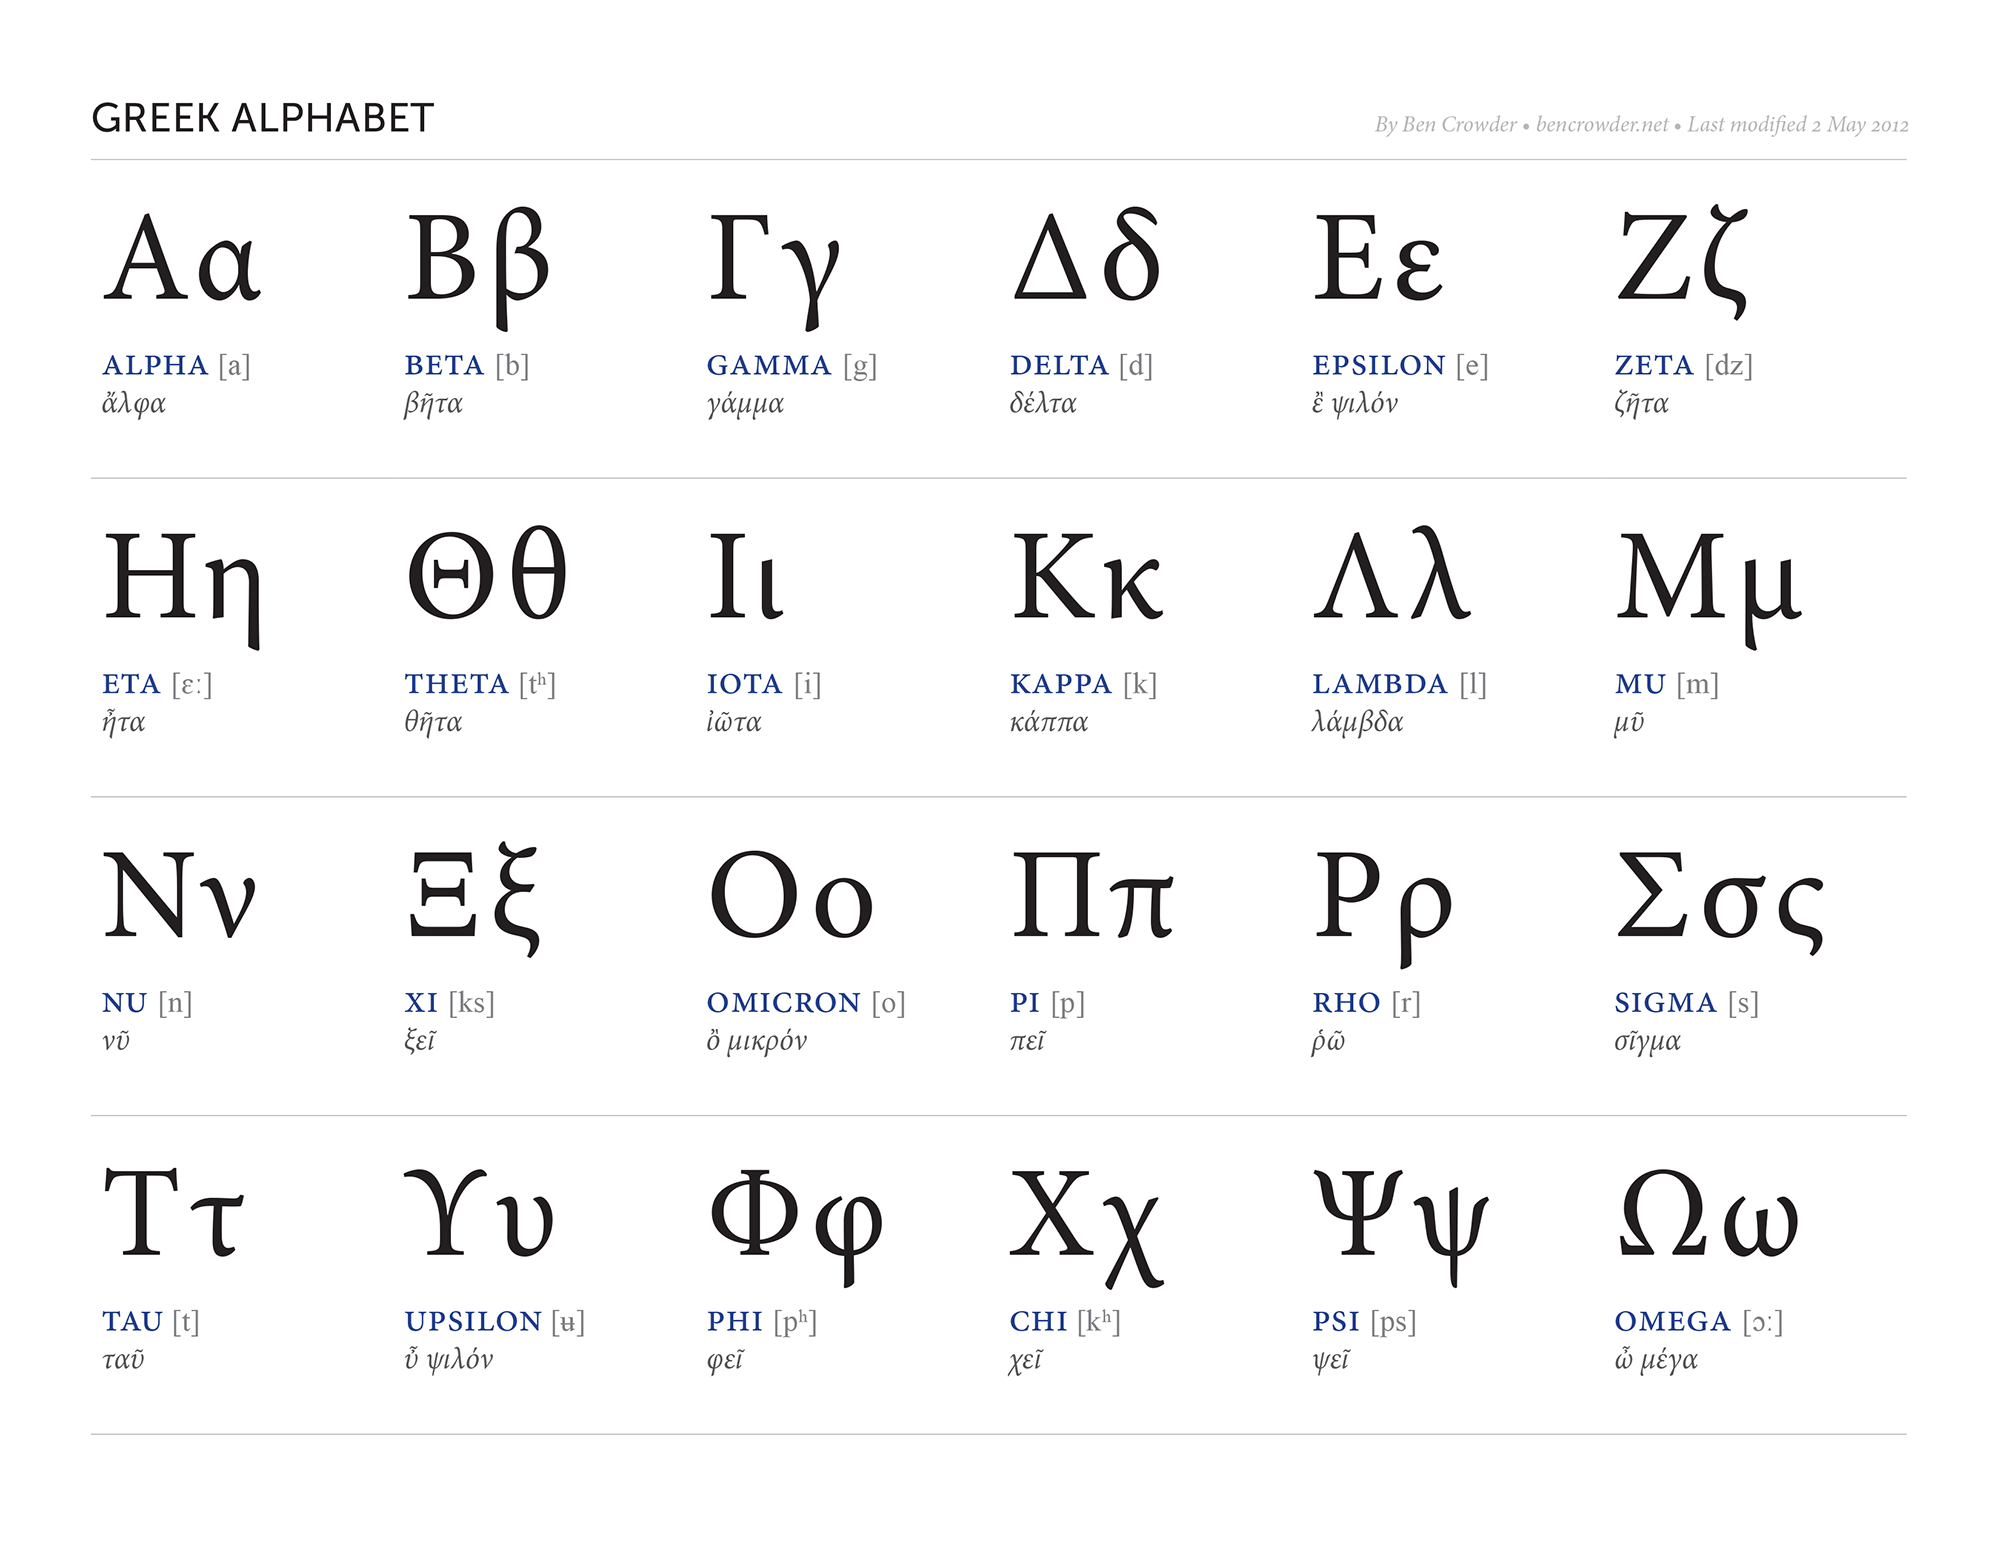 GREEK ALPHABET
By Ben Crowder • bencrowder.net • Last modified 2 May 2012
Αα Ββ Γγ Δδ Εε Ζζ
ALPHA [a] BETA [b] GAMMA [g] DELTA [d] EPSILON [e] ZETA [dz]
ἄλφα βῆτα γάμμα δέλτα ἒ ψιλόν ζῆτα
Ηη Θθ Ιι Κκ Λλ Μμ
ETA [ɛː] THETA [tʰ] IOTA [i] KAPPA [k] LAMBDA [l] MU [m]
ἦτα θῆτα ἰῶτα κάππα λάμβδα μῦ
Νν Ξξ Οο Ππ Ρρ Σσς
NU [n] XI [ks] OMICRON [o] PI [p] RHO [r] SIGMA [s]
νῦ ξεῖ ὂ μικρόν πεῖ ῥῶ σῖγμα
Ττ ϒυ Φφ Χχ Ψψ Ωω
TAU [t] UPSILON [ʉ] PHI [pʰ] CHI [kʰ] PSI [ps] OMEGA [ɔː]
ταῦ ὖ ψιλόν φεῖ χεῖ ψεῖ ὦ μέγα